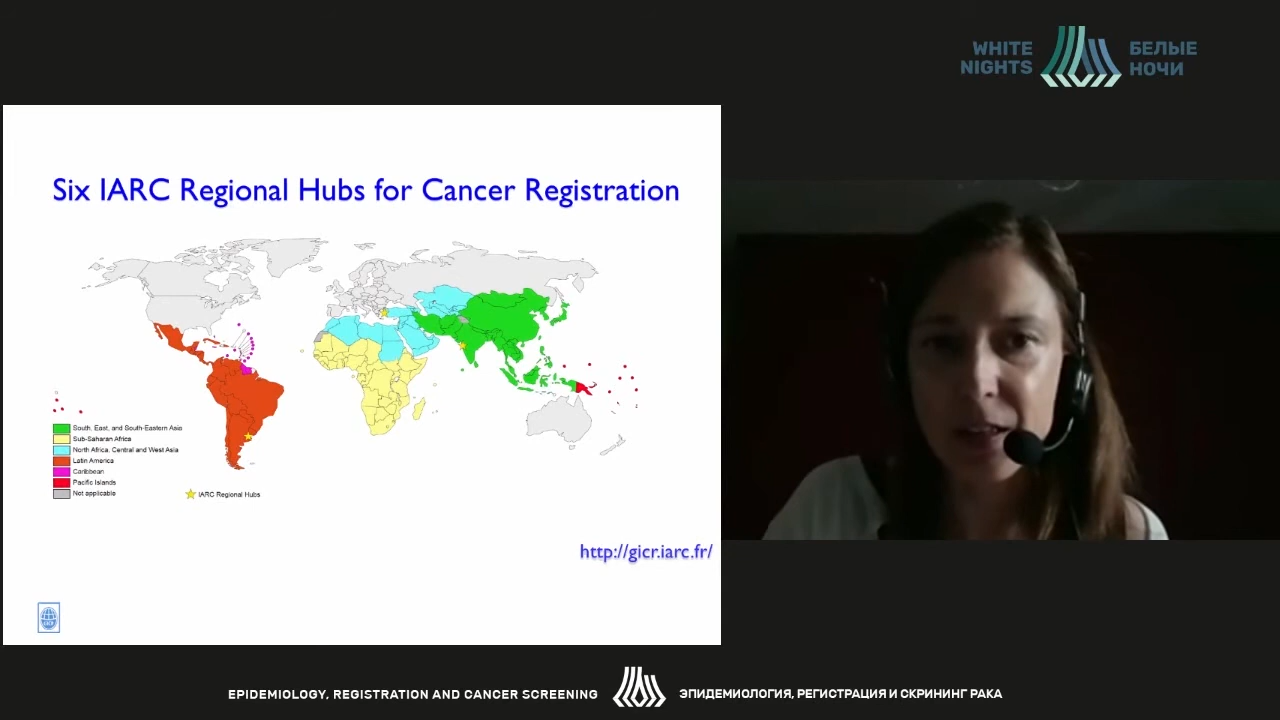 WHITE NIGHTS
БЕЛЫЕ НОЧИ
Six IARC Regional Hubs for Cancer Registration
South, East, and South-Eastern Asia
Sub-Saharan Africa
North Africa, Central and West Asia
Latin America
Caribbean
Pacific Islands
Not applicable
IARC Regional Hubs
http://gicr.iarc.fr/
EPIDEMIOLOGY, REGISTRATION AND CANCER SCREENING
ЭПИДЕМИОЛОГИЯ, РЕГИСТРАЦИЯ И СКРИНИНГ РАКА